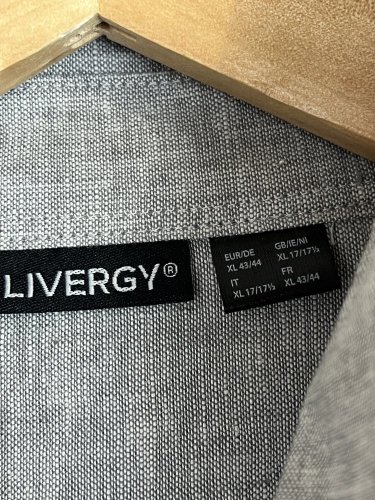 LIVERGY®
EUR/DE GB/IE/NI
XL 43/44 XL 17/17½
IT FR
XL 17/17½ XL 43/44